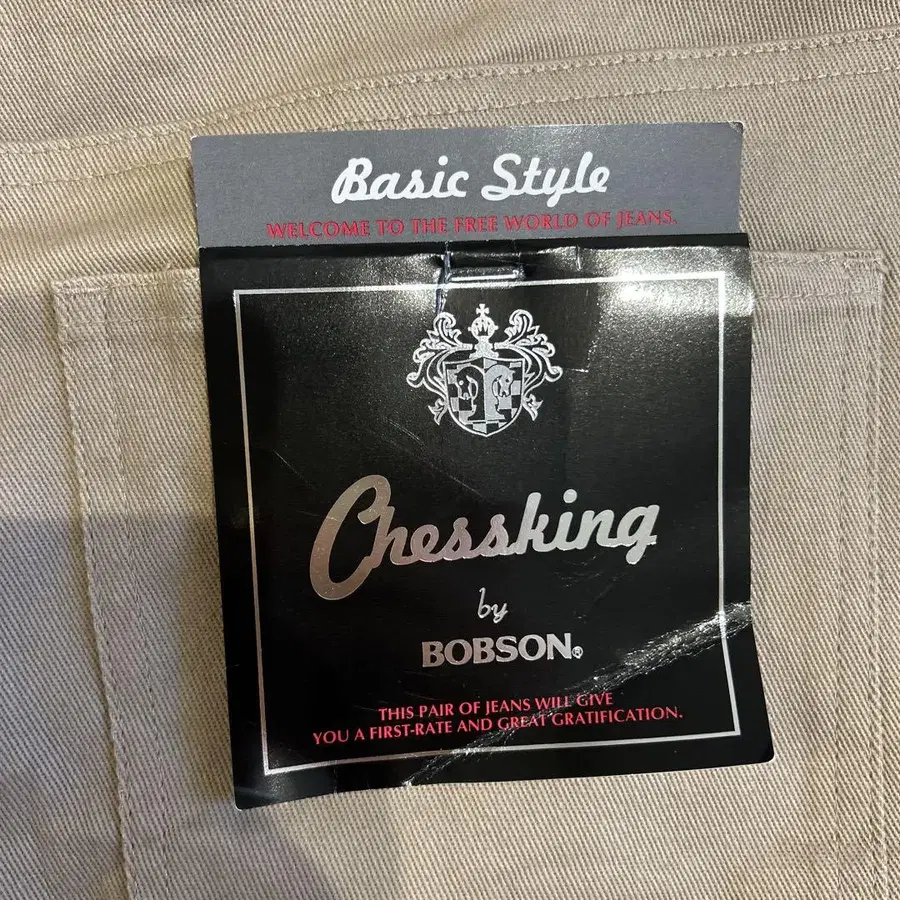 Basic Style
WELCOME TO THE FREE WORLD OF JEANS.
Chessking
by
BOBSON®
THIS PAIR OF JEANS WILL GIVE
YOU A FIRST-RATE AND GREAT GRATIFICATION.